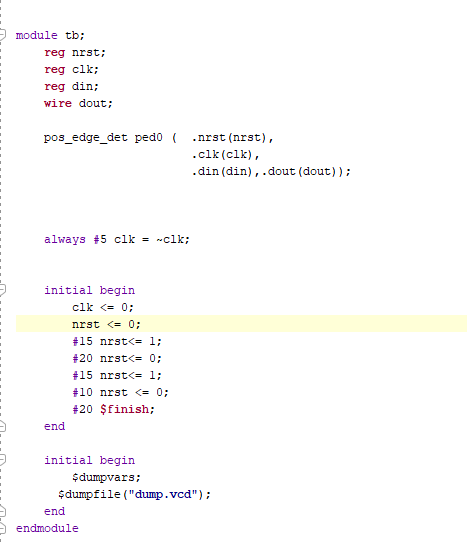 module tb;
    reg nrst;
    reg clk;
    reg din;
    wire dout;
    pos_edge_det ped0 (  .nrst(nrst),
                         .clk(clk),
                         .din(din),.dout(dout));
    always #5 clk = ~clk;
    initial begin
        clk <= 0;
        nrst <= 0;
        #15 nrst<= 1;
        #20 nrst<= 0;
        #15 nrst<= 1;
        #10 nrst <= 0;
        #20 $finish;
    end
    initial begin
        $dumpvars;
      $dumpfile("dump.vcd");
    end
endmodule